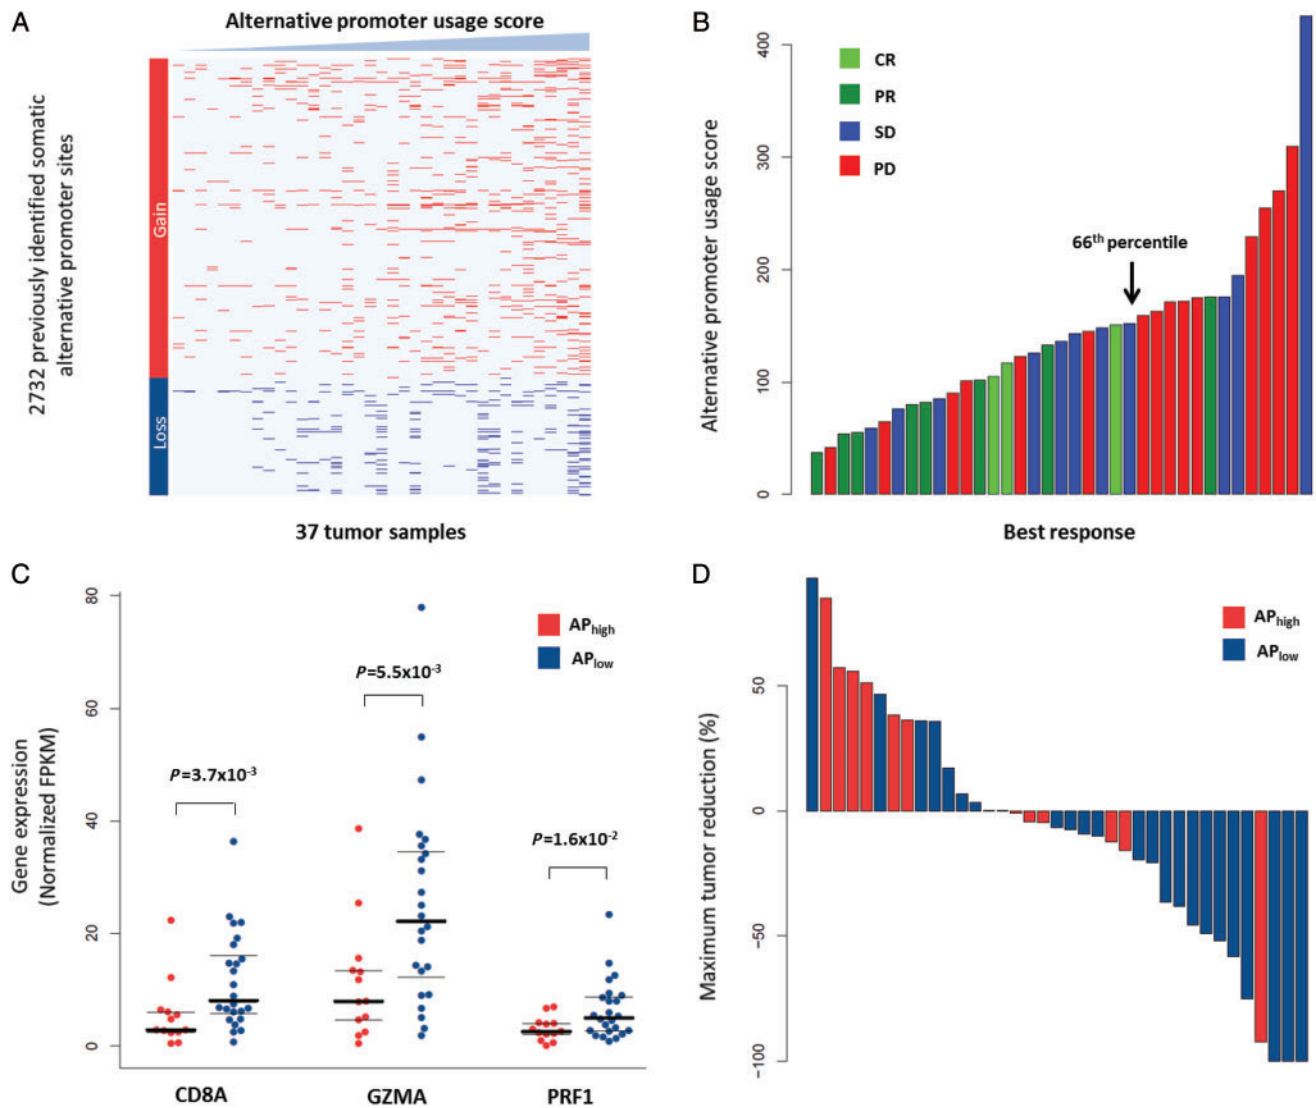 A
Alternative promoter usage score
2732 previously identified somatic
alternative promoter sites
Gain
Loss
37 tumor samples
B
Alternative promoter usage score
400
300
200
100
0
CR
PR
SD
PD
66th percentile
Best response
C
Gene expression
(Normalized FPKM)
80
60
40
20
0
APhigh
APlow
P=3.7x10-3
P=5.5x10-3
P=1.6x10-2
CD8A
GZMA
PRF1
D
Maximum tumor reduction (%)
50
0
−50
−100
APhigh
APlow